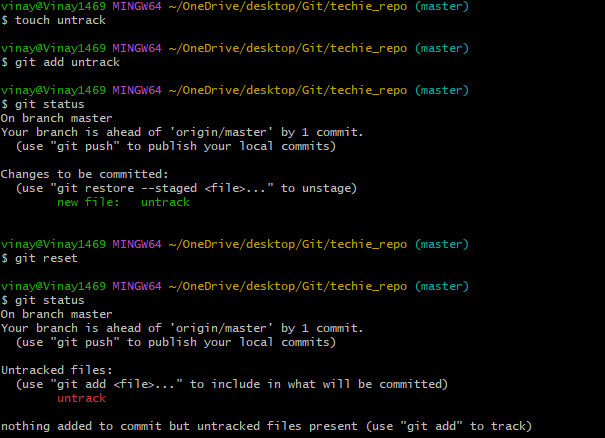 vinay@Vinay1469 MINGW64 ~/OneDrive/desktop/Git/techie_repo (master)
$ touch untrack
vinay@Vinay1469 MINGW64 ~/OneDrive/desktop/Git/techie_repo (master)
$ git add untrack
vinay@Vinay1469 MINGW64 ~/OneDrive/desktop/Git/techie_repo (master)
$ git status
On branch master
Your branch is ahead of 'origin/master' by 1 commit.
  (use "git push" to publish your local commits)
Changes to be committed:
  (use "git restore --staged <file>..." to unstage)
        new file:   untrack
vinay@Vinay1469 MINGW64 ~/OneDrive/desktop/Git/techie_repo (master)
$ git reset
vinay@Vinay1469 MINGW64 ~/OneDrive/desktop/Git/techie_repo (master)
$ git status
On branch master
Your branch is ahead of 'origin/master' by 1 commit.
  (use "git push" to publish your local commits)
Untracked files:
  (use "git add <file>..." to include in what will be committed)
        untrack
nothing added to commit but untracked files present (use "git add" to track)